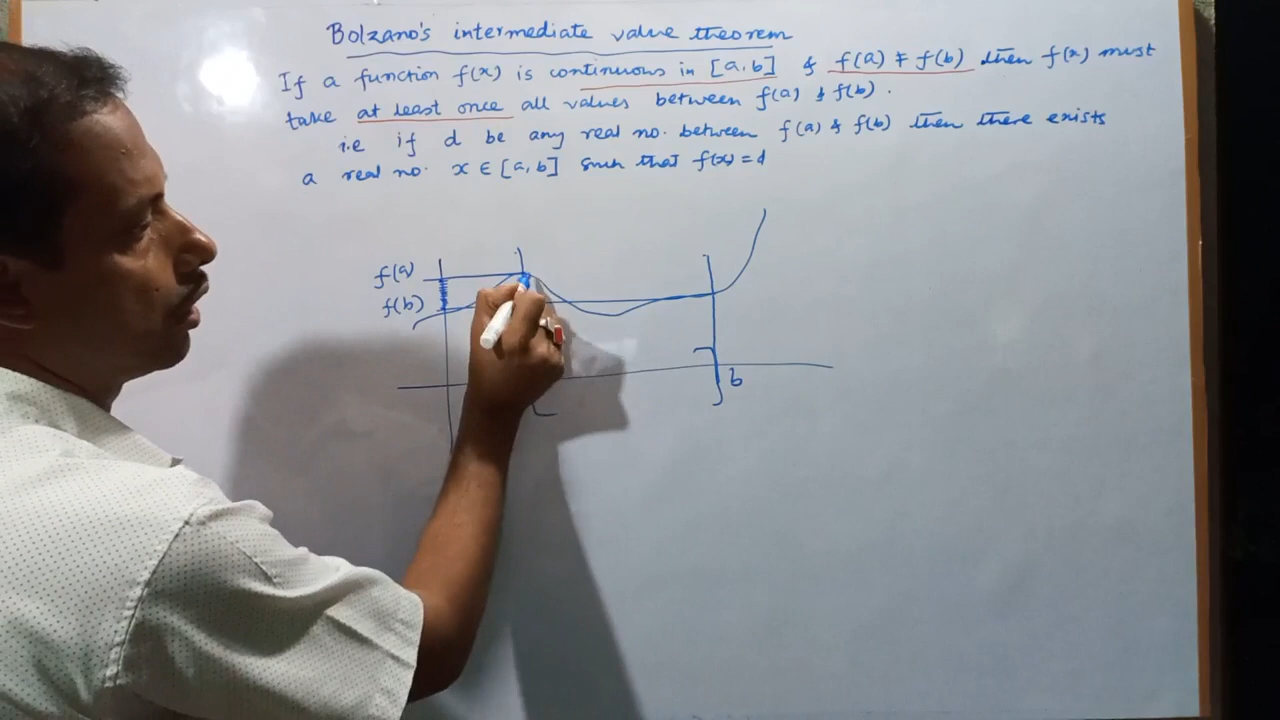 Bolzano's intermediate value theorem
If a function f(x) is continuous in [a,b] & f(a) ≠ f(b) then f(x) must
take at least once all values between f(a) & f(b).
i.e if d be any real no. between f(a) & f(b) then there exists
a real no. x ∈ [a,b] such that f(x) = d
f(a)
f(b)
b